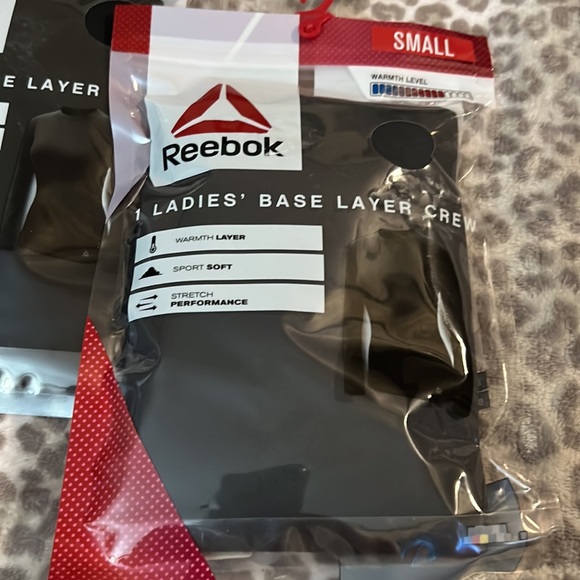 SMALL
WARMTH LEVEL
Reebok
E LAYER
1 LADIES' BASE LAYER CREW
WARMTH LAYER
SPORT SOFT
STRETCH
PERFORMANCE